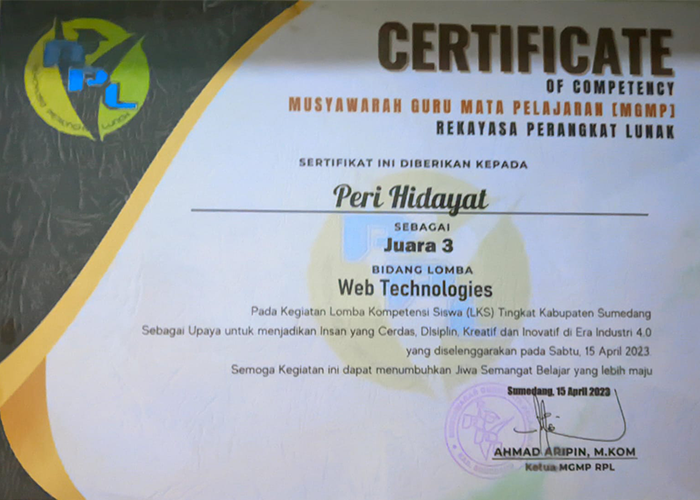 RPL
CERTIFICATE
OF COMPETENCY
MUSYAWARAH GURU MATA PELAJARAN (MGMP)
REKAYASA PERANGKAT LUNAK
SERTIFIKAT INI DIBERIKAN KEPADA
Peri Hidayat
SEBAGAI
Juara 3
BIDANG LOMBA
Web Technologies
Pada Kegiatan Lomba Kompetensi Siswa (LKS) Tingkat Kabupaten Sumedang
Sebagai Upaya untuk menjadikan Insan yang Cerdas, Disiplin, Kreatif dan Inovatif di Era Industri 4.0
yang diselenggarakan pada Sabtu, 15 April 2023.
Semoga Kegiatan ini dapat menumbuhkan Jiwa Semangat Belajar yang lebih maju
Sumedang, 15 April 2023
AHMAD ARIPIN, M.KOM
Ketua MGMP RPL